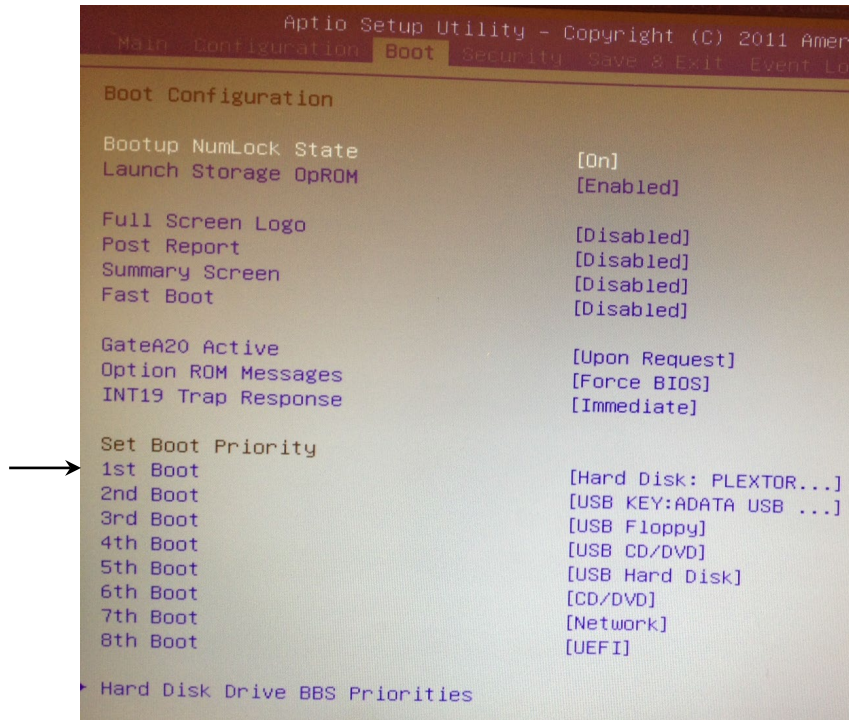 Aptio Setup Utility – Copyright (C) 2011 Amer
Main Configuration Boot Security Save & Exit Event Lo
Boot Configuration
Bootup NumLock State [On]
Launch Storage OpROM [Enabled]
Full Screen Logo [Disabled]
Post Report [Disabled]
Summary Screen [Disabled]
Fast Boot [Disabled]
GateA20 Active [Upon Request]
Option ROM Messages [Force BIOS]
INT19 Trap Response [Immediate]
Set Boot Priority
1st Boot [Hard Disk: PLEXTOR...]
2nd Boot [USB KEY:ADATA USB ...]
3rd Boot [USB Floppy]
4th Boot [USB CD/DVD]
5th Boot [USB Hard Disk]
6th Boot [CD/DVD]
7th Boot [Network]
8th Boot [UEFI]
Hard Disk Drive BBS Priorities